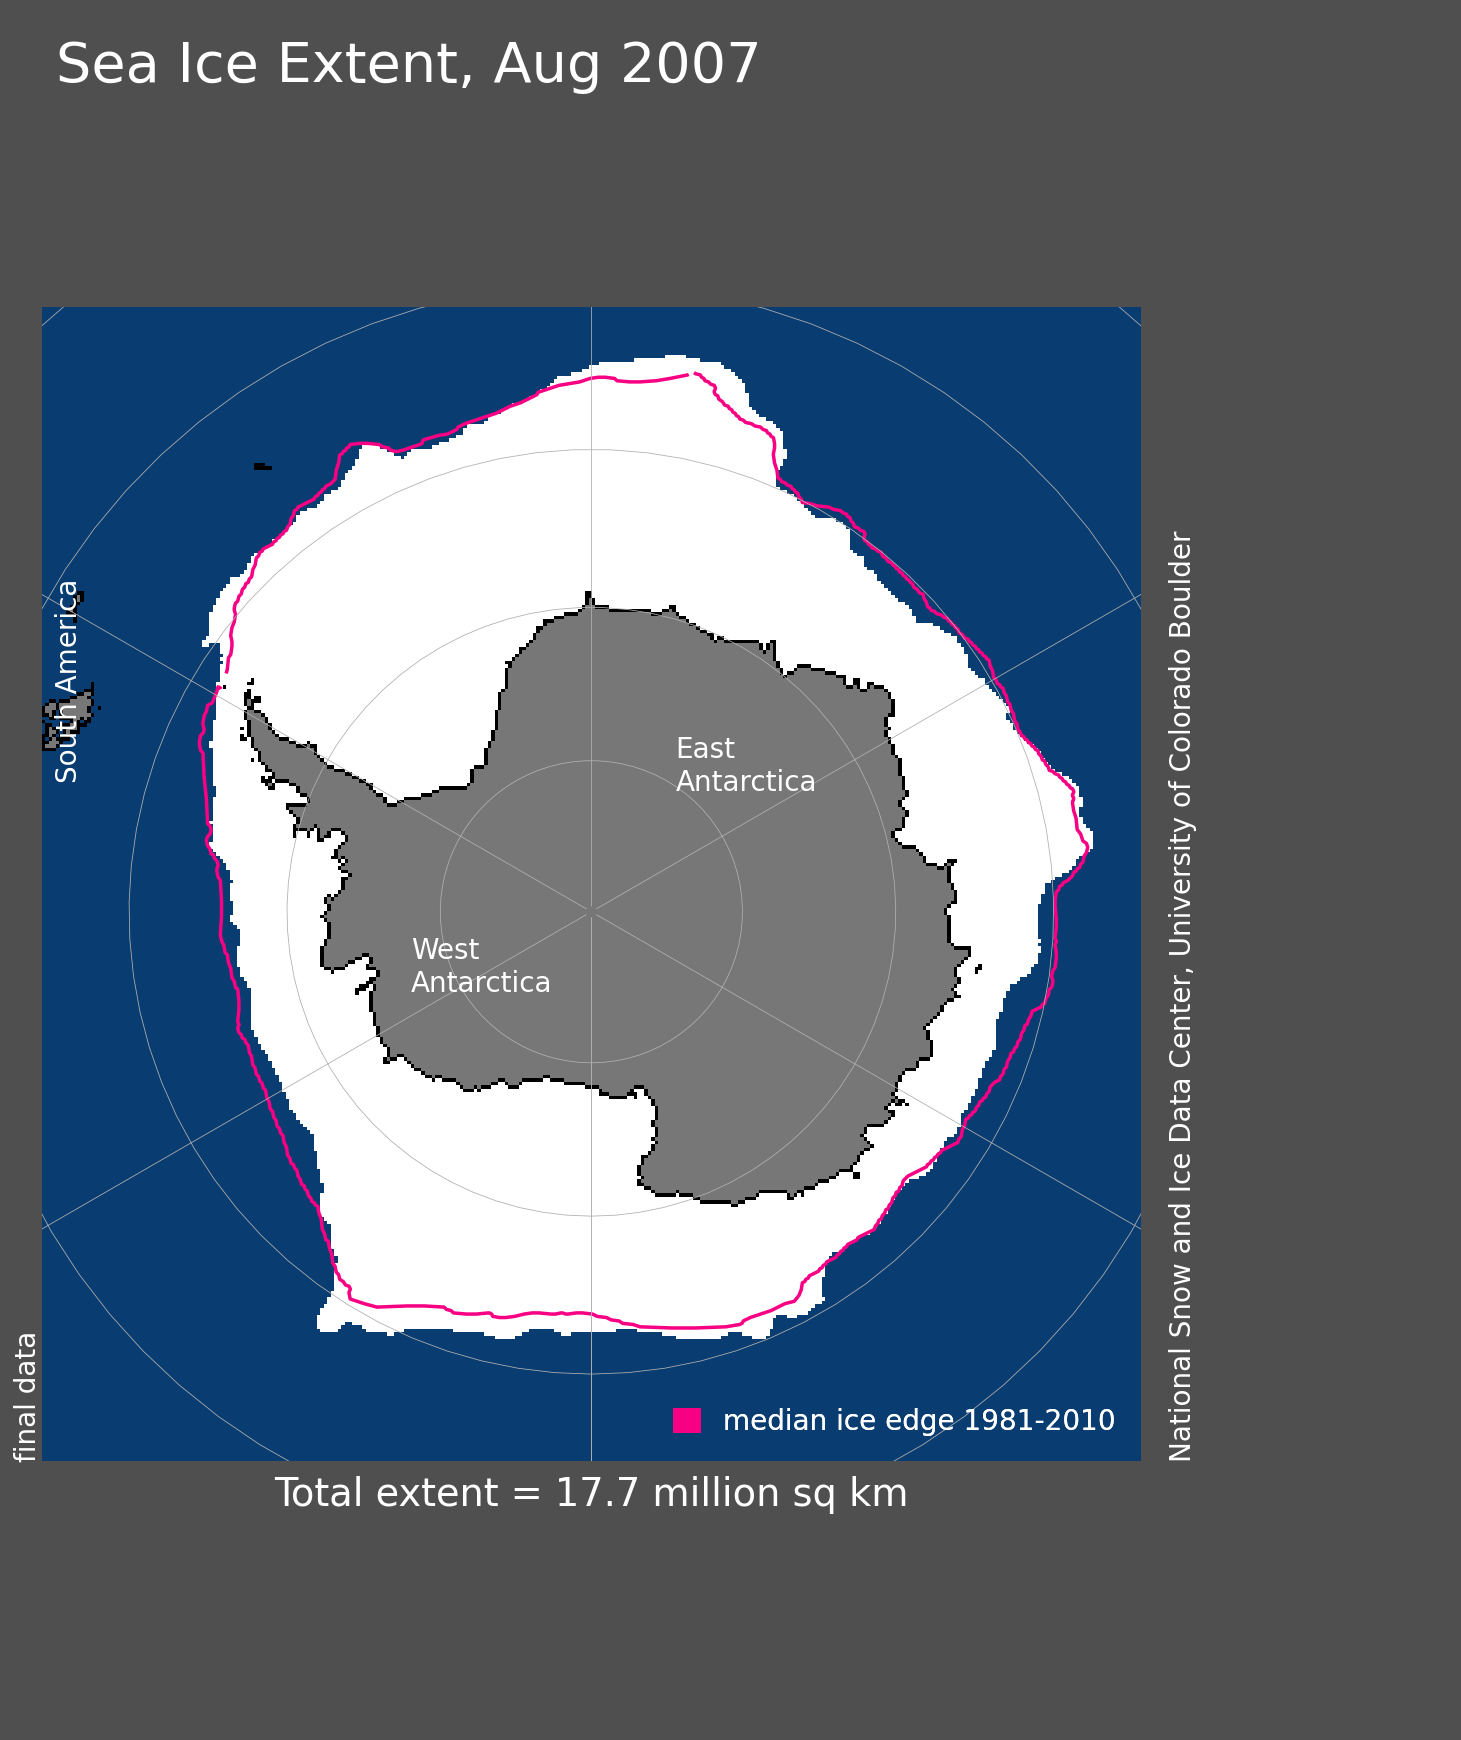 Sea Ice Extent, Aug 2007
South America
East
Antarctica
West
Antarctica
median ice edge 1981-2010
final data
National Snow and Ice Data Center, University of Colorado Boulder
Total extent = 17.7 million sq km